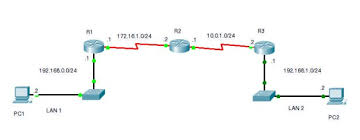 R1
172.16.1.0/24
R2
10.0.1.0/24
R3
.1
.2
.1
.2
.1
.1
192.168.0.0/24
192.168.1.0/24
.2
LAN 1
PC1
LAN 2
.2
PC2